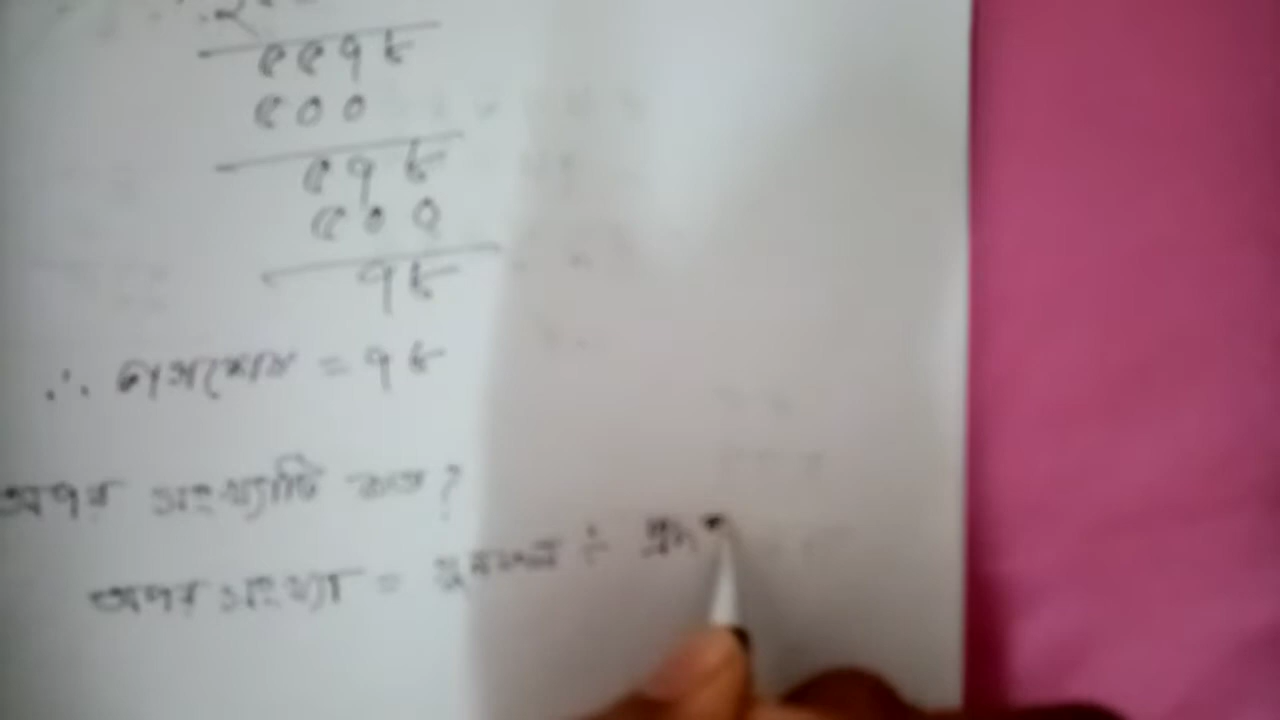 ৫৫৭৮
৫০০
৫৭৮
৫০০
৭৮
∴ ভাগশেষ = ৭৮
অপর সংখ্যাটি কত?
অপর সংখ্যা = গুণফল ÷